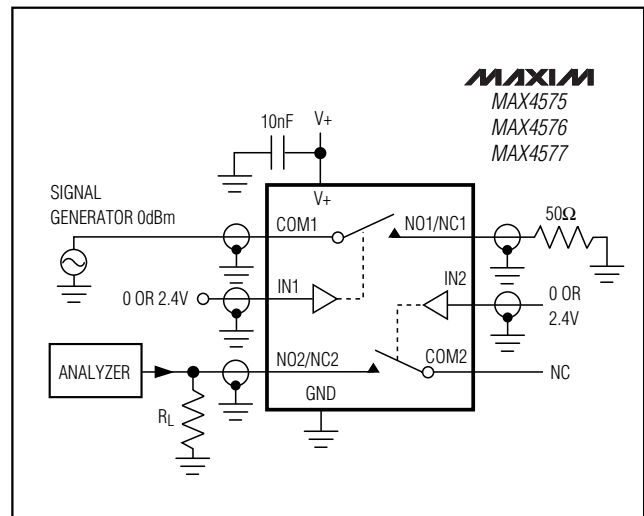 MAXIM
MAX4575
MAX4576
MAX4577
10nF
V+
V+
SIGNAL
GENERATOR 0dBm
COM1
NO1/NC1
50Ω
0 OR 2.4V
IN1
IN2
0 OR
2.4V
ANALYZER
NO2/NC2
COM2
NC
RL
GND